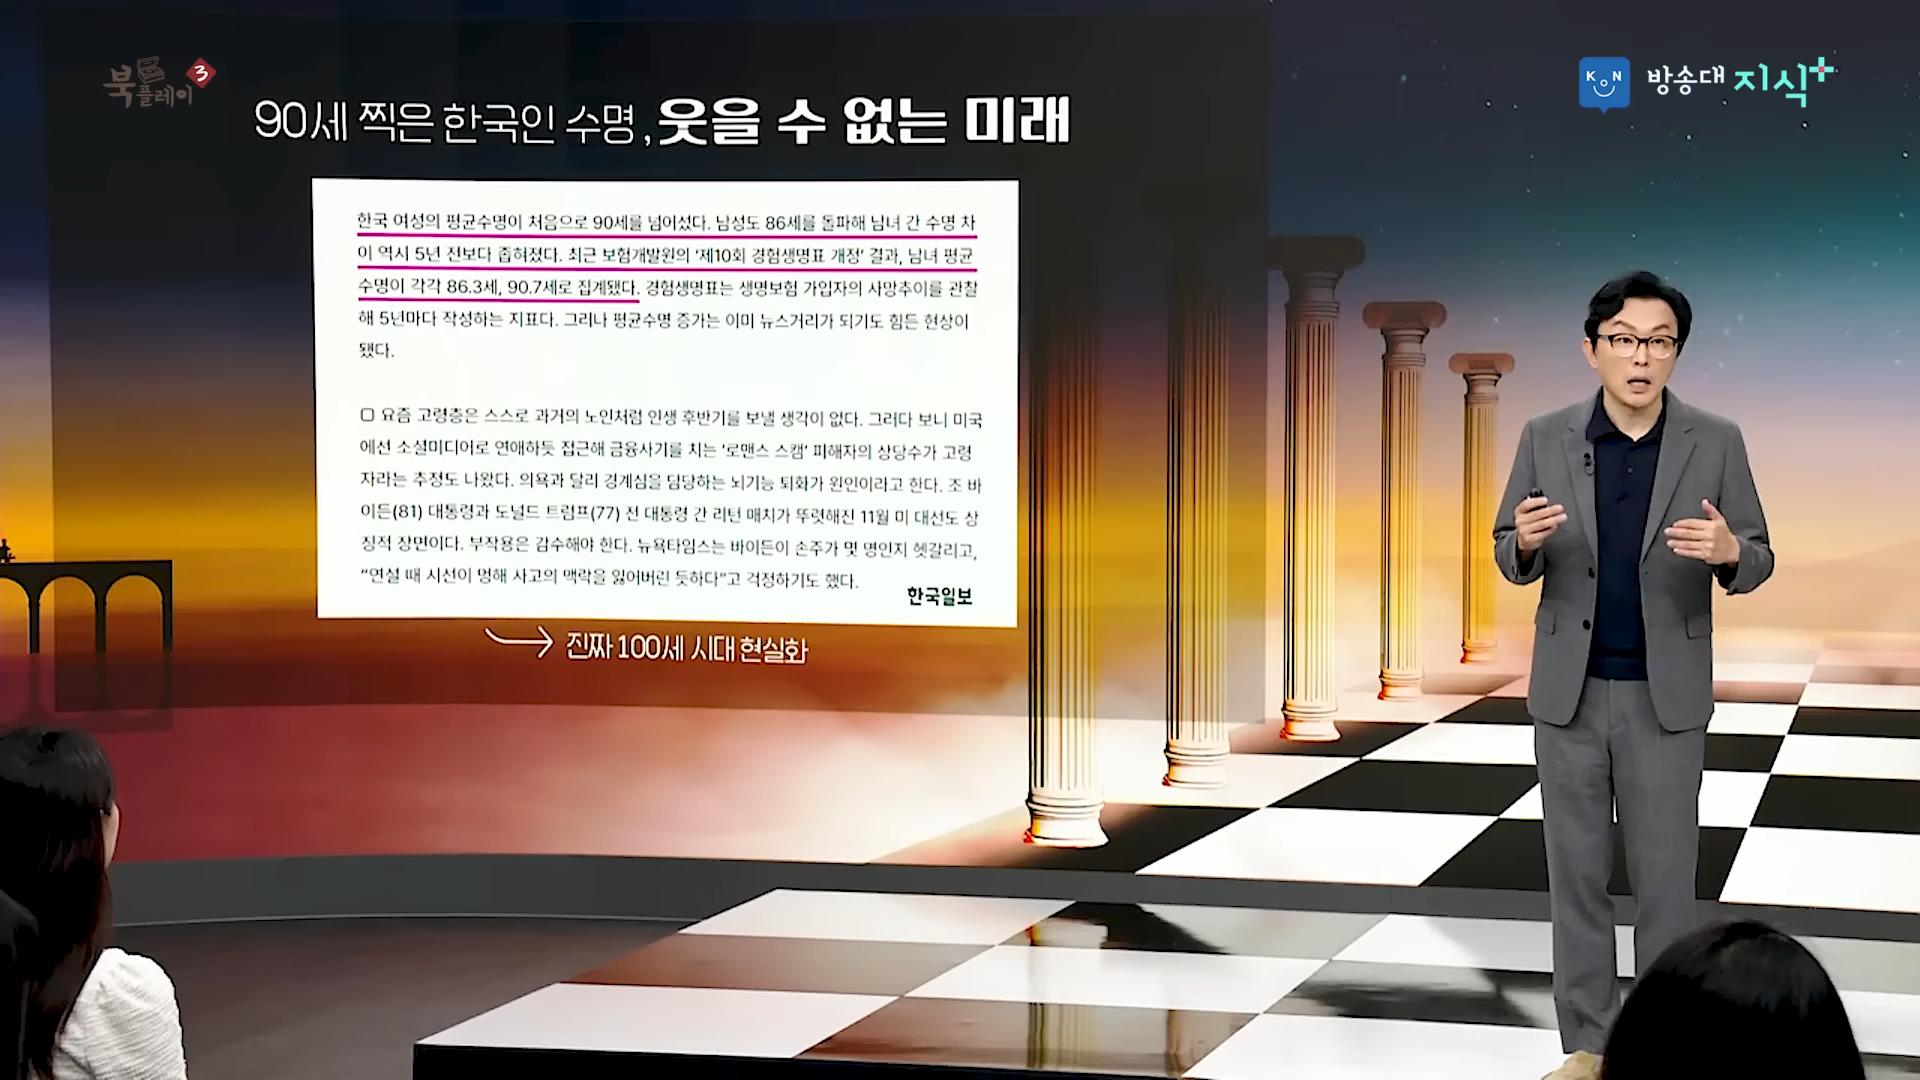 북플레이 3
KON 방송대 지식+
90세 찍은 한국인 수명, 웃을 수 없는 미래
한국 여성의 평균수명이 처음으로 90세를 넘어섰다. 남성도 86세를 돌파해 남녀 간 수명 차
이 역시 5년 전보다 좁혀졌다. 최근 보험개발원의 '제10회 경험생명표 개정' 결과, 남녀 평균
수명이 각각 86.3세, 90.7세로 집계됐다. 경험생명표는 생명보험 가입자의 사망추이를 관찰
해 5년마다 작성하는 지표다. 그러나 평균수명 증가는 이미 뉴스거리가 되기도 힘든 현상이
됐다.
▢ 요즘 고령층은 스스로 과거의 노인처럼 인생 후반기를 보낼 생각이 없다. 그러다 보니 미국
에선 소셜미디어로 연애하듯 접근해 금융사기를 치는 '로맨스 스캠' 피해자의 상당수가 고령
자라는 추정도 나왔다. 의욕과 달리 경계심을 담당하는 뇌기능 퇴화가 원인이라고 한다. 조 바
이든(81) 대통령과 도널드 트럼프(77) 전 대통령 간 리턴 매치가 뚜렷해진 11월 미 대선도 상
징적 장면이다. 부작용은 감수해야 한다. 뉴욕타임스는 바이든이 손주가 몇 명인지 헷갈리고,
"연설 때 시선이 멍해 사고의 맥락을 잃어버린 듯하다"고 걱정하기도 했다.
한국일보
진짜 100세 시대 현실화